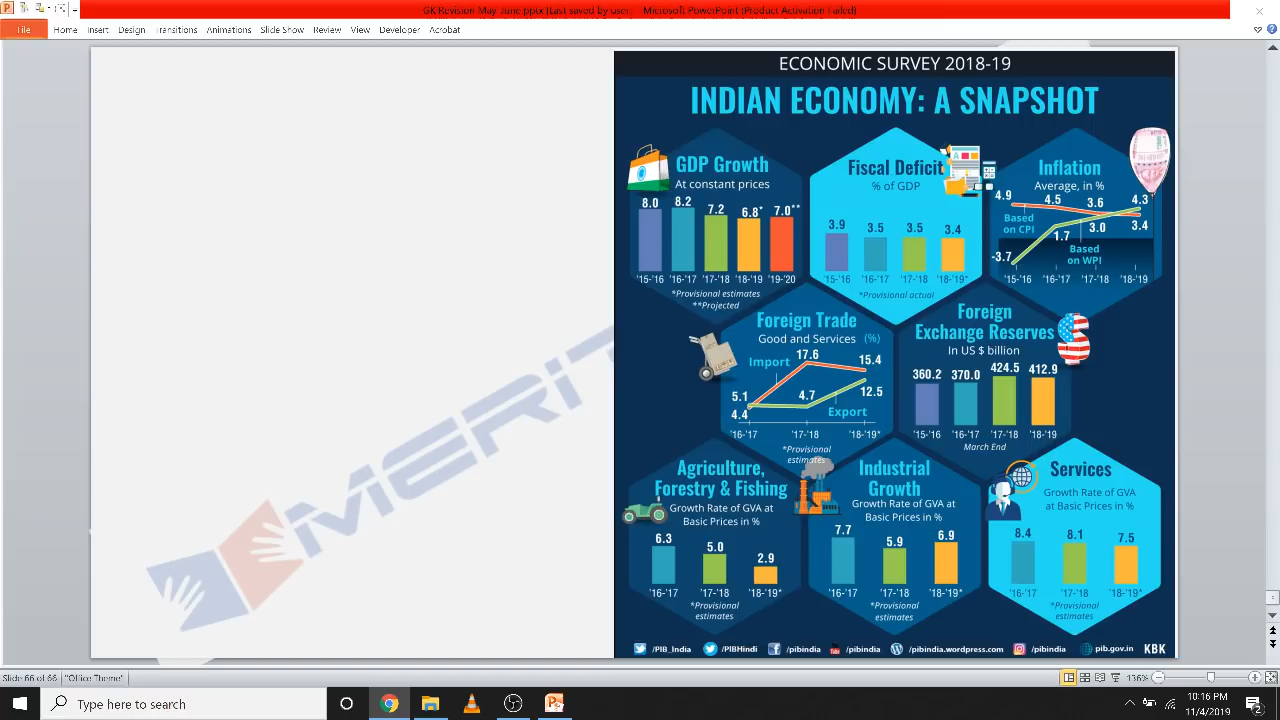 GK Revision May-June.pptx [Last saved by user] - Microsoft PowerPoint (Product Activation Failed)
File Home Insert Design Transitions Animations Slide Show Review View Developer Acrobat
ECONOMIC SURVEY 2018-19
INDIAN ECONOMY: A SNAPSHOT
GDP Growth
At constant prices
8.0 8.2 7.2 6.8* 7.0**
'15-'16 '16-'17 '17-'18 '18-'19 '19-'20
*Provisional estimates
**Projected
Fiscal Deficit
% of GDP
3.9 3.5 3.5 3.4
'15-'16 '16-'17 '17-'18 '18-'19*
*Provisional actual
Inflation
Average, in %
4.9 4.5 3.6 4.3
Based on CPI
1.7 3.0 3.4
Based on WPI
-3.7
'15-'16 '16-'17 '17-'18 '18-'19
Foreign Trade
Good and Services (%)
Import 17.6 15.4
5.1 4.7 12.5
4.4 Export
'16-'17 '17-'18 '18-'19*
*Provisional
estimates
Foreign
Exchange Reserves
In US $ billion
360.2 370.0 424.5 412.9
'15-'16 '16-'17 '17-'18 '18-'19
March End
Agriculture,
Forestry & Fishing
Growth Rate of GVA at
Basic Prices in %
6.3 5.0 2.9
'16-'17 '17-'18 '18-'19*
*Provisional
estimates
Industrial
Growth
Growth Rate of GVA at
Basic Prices in %
7.7 5.9 6.9
'16-'17 '17-'18 '18-'19*
*Provisional
estimates
Services
Growth Rate of GVA
at Basic Prices in %
8.4 8.1 7.5
'16-'17 '17-'18 '18-'19*
*Provisional
estimates
/PIB_India /PIBHindi /pibindia /pibindia /pibindia.wordpress.com /pibindia pib.gov.in KBK
Slide 66 of 66 "Office Theme" 136%
Type here to search
10:16 PM
11/4/2019